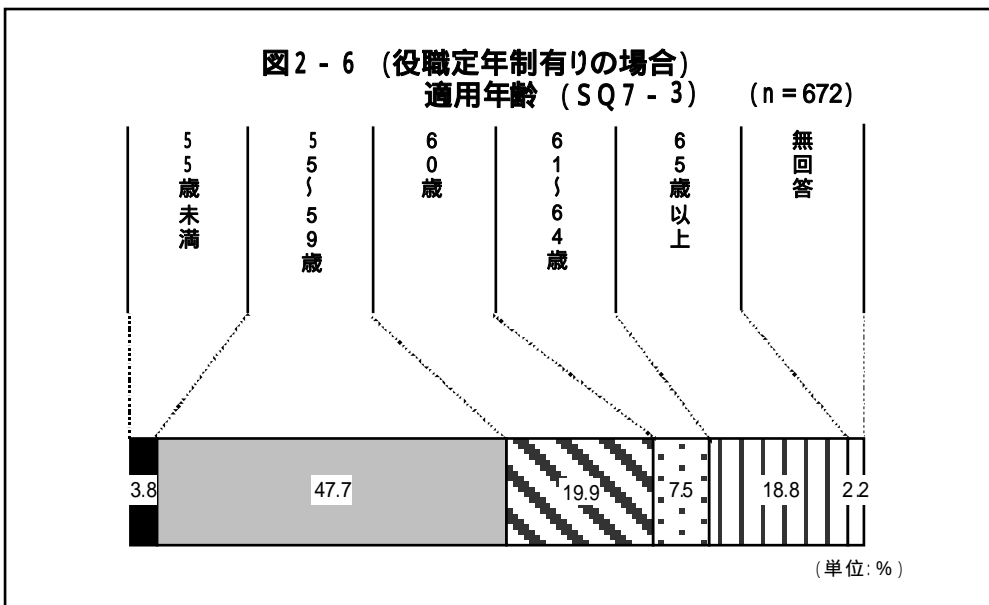 図2-6 (役職定年制有りの場合)
適用年齢 (SQ7-3) (n=672)
55歳未満
55~59歳
60歳
61~64歳
65歳以上
無回答
3.8
47.7
19.9
7.5
18.8
2.2
(単位:%)